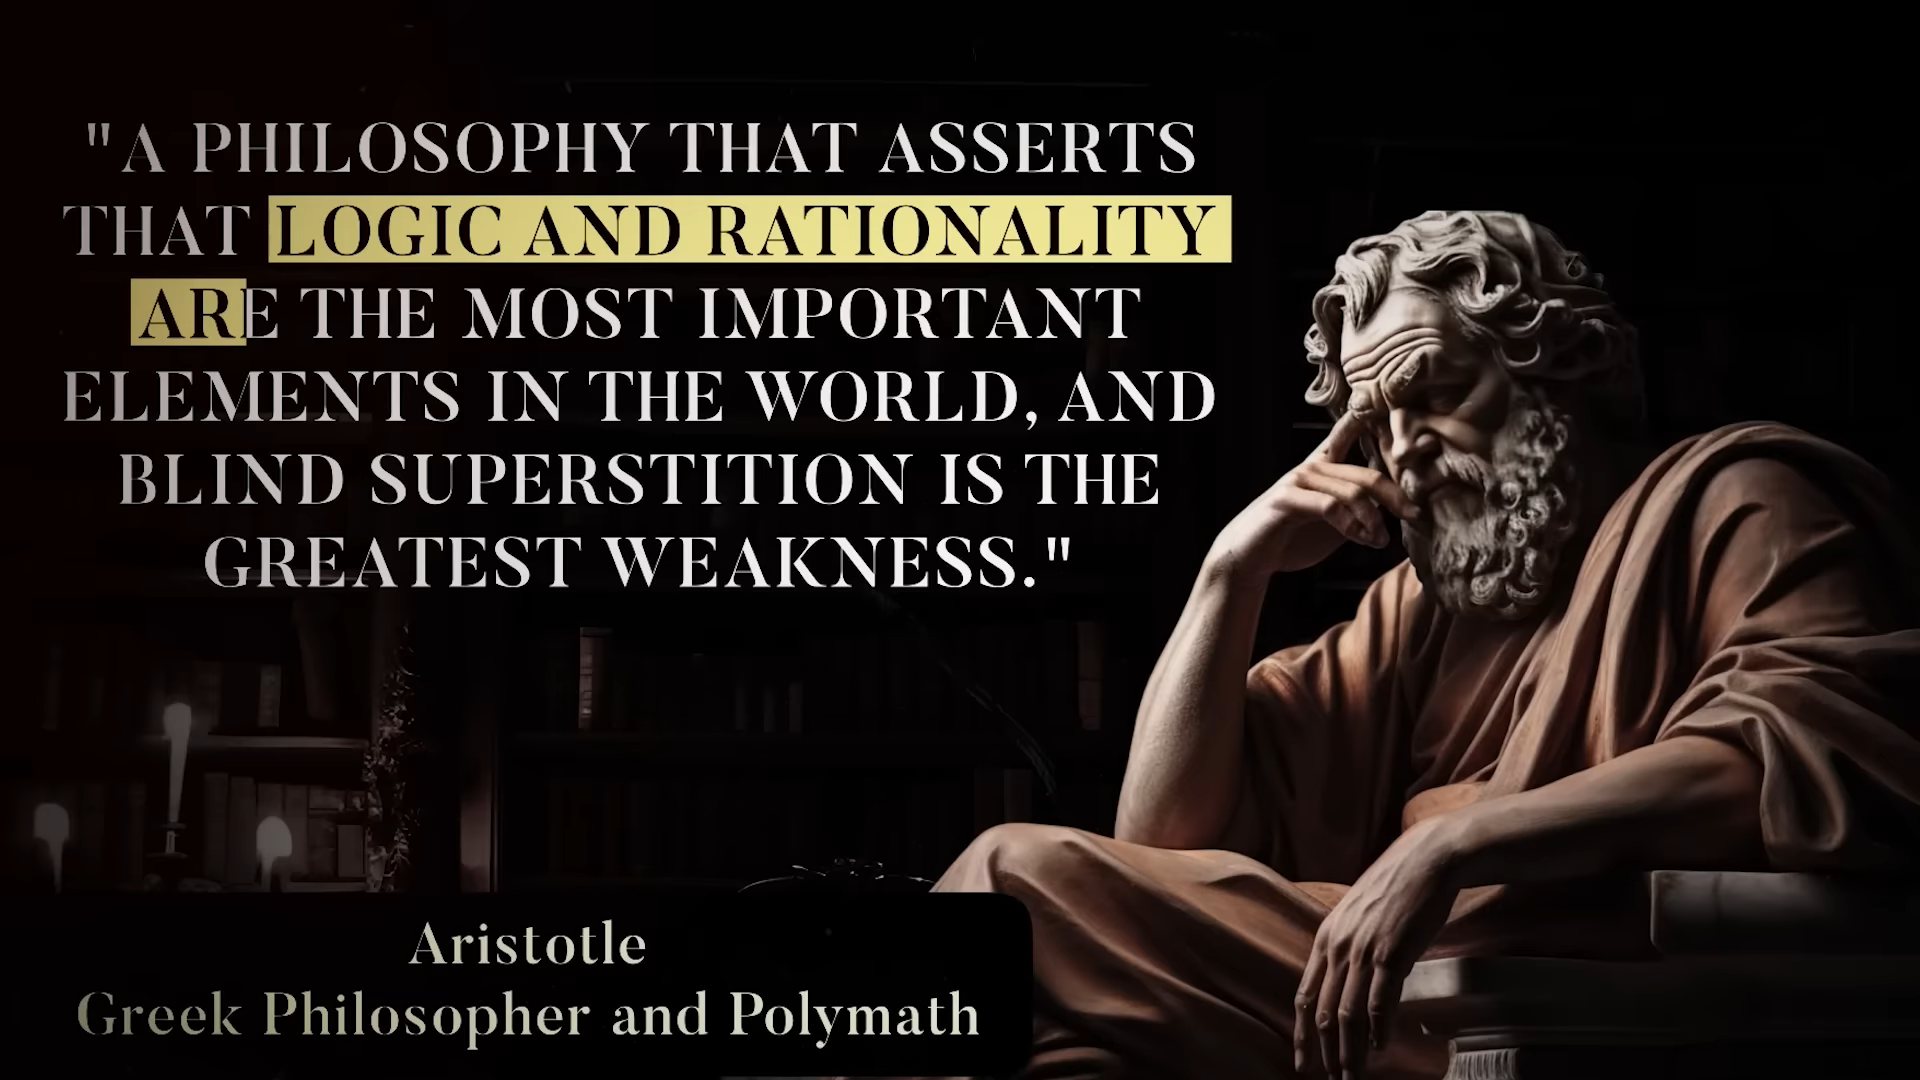 "A PHILOSOPHY THAT ASSERTS
THAT LOGIC AND RATIONALITY
ARE THE MOST IMPORTANT
ELEMENTS IN THE WORLD, AND
BLIND SUPERSTITION IS THE
GREATEST WEAKNESS."
Aristotle
Greek Philosopher and Polymath